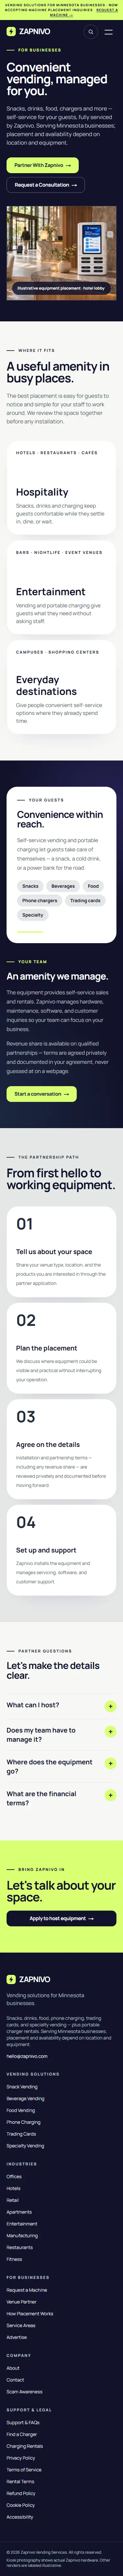 VENDING SOLUTIONS FOR MINNESOTA BUSINESSES · NOW
ACCEPTING MACHINE PLACEMENT INQUIRIES REQUEST A
MACHINE →
ZAPNIVO
FOR BUSINESSES
Convenient
vending, managed
for you.
Snacks, drinks, food, chargers and more —
supplied for your guests, fully managed
by Zapnivo. Serving Minnesota businesses;
placement and availability depend on
location and equipment.
Partner With Zapnivo →
Request a Consultation →
Illustrative equipment placement · hotel lobby
WHERE IT FITS
A useful amenity in
busy places.
The best placement is easy for guests to
notice and simple for your staff to work
around. We review the space together
before anything is installed.
HOTELS · RESTAURANTS · CAFÉS
Hospitality
Snacks, drinks and charging keep
guests comfortable while they settle
in, dine, or wait.
BARS · NIGHTLIFE · EVENT VENUES
Entertainment
Vending and portable charging give
guests what they need without
asking staff.
CAMPUSES · SHOPPING CENTERS
Everyday
destinations
Give people convenient self-service
options where they already spend
time.
YOUR GUESTS
Convenience within
reach.
Self-service vending and portable
charging let guests take care of
themselves — a snack, a cold drink,
or a power bank for the road.
Snacks
Beverages
Food
Phone chargers
Trading cards
Specialty
YOUR TEAM
An amenity we manage.
The equipment provides self-service sales
and rentals. Zapnivo manages hardware,
maintenance, software, and customer
inquiries so your team can focus on your
business.
Revenue share is available on qualified
partnerships — terms are agreed privately
and documented in your agreement, never
guessed at on a webpage.
Start a conversation →
THE PARTNERSHIP PATH
From first hello to
working equipment.
01
Tell us about your space
Share your venue type, location, and the
people you are interested in through the
partner application.
02
Plan the placement
We discuss where equipment could be
visible and practical without interrupting
your operation.
03
Agree on the details
Installation and partnership terms —
including any revenue share — are
reviewed privately and documented before
moving forward.
04
Set up and support
Zapnivo installs the equipment and
manages servicing, software, and
customer support.
PARTNER QUESTIONS
Let's make the details
clear.
What can I host?
+
Does my team have to
manage it?
+
Where does the equipment
go?
+
What are the financial
terms?
+
BRING ZAPNIVO IN
Let's talk about your
space.
Apply to host equipment →
ZAPNIVO
Vending solutions for Minnesota
businesses.
Snacks, drinks, food, phone charging, trading
cards, and specialty vending — plus portable
charger rentals. Serving Minnesota businesses;
placement and availability depend on location and
equipment.
hello@zapnivo.com
VENDING SOLUTIONS
Snack Vending
Beverage Vending
Food Vending
Phone Charging
Trading Cards
Specialty Vending
INDUSTRIES
Offices
Hotels
Retail
Apartments
Entertainment
Manufacturing
Restaurants
Fitness
FOR BUSINESSES
Request a Machine
Venue Partner
How Placement Works
Service Areas
Advertise
COMPANY
About
Contact
Scam Awareness
SUPPORT & LEGAL
Support & FAQs
Find a Charger
Charging Rentals
Privacy Policy
Terms of Service
Rental Terms
Refund Policy
Cookie Policy
Accessibility
© 2026 Zapnivo Vending Services. All rights reserved.
Kiosk photography shows actual Zapnivo hardware. Other
renders are labeled illustrative.